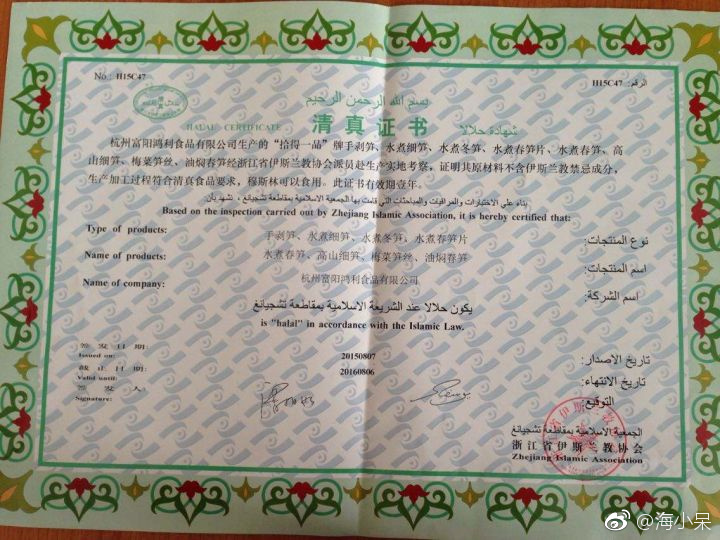 No.: H15C47
H15C47 :الرقم
بسم الله الرحمن الرحيم
HALAL CERTIFICATE 清真证书 شهادة حلالا
杭州富阳鸿利食品有限公司生产的“拾得一品”牌手剥笋、水煮细笋、水煮冬笋、水煮春笋片、水煮春笋、高
山细笋、梅菜笋丝、油焖春笋经浙江省伊斯兰教协会派员赴生产实地考察，证明其原材料不含伊斯兰教禁忌成分，
生产加工过程符合清真食品要求，穆斯林可以食用。此证书有效期壹年。
بناء على الاختبارات والمراقبات والمباحثات التي قامت بها الجمعية الاسلامية بمقاطعة تشجيانغ، نشهد بأن
Based on the inspection carried out by Zhejiang Islamic Association, it is hereby certified that:
Type of products: 手剥笋、水煮细笋、水煮冬笋、水煮春笋片 نوع المنتجات:
Name of products: 水煮春笋、高山细笋、梅菜笋丝、油焖春笋 اسم المنتجات:
Name of company: 杭州富阳鸿利食品有限公司 اسم الشركة:
يكون حلالا عند الشريعة الاسلامية بمقاطعة تشجيانغ
is "halal" in accordance with the Islamic Law.
签发日期:
Issued on: 20150807 تاريخ الاصدار:
截止日期:
Valid until: 20160806 تاريخ الانتهاء:
签发人:
Signature: التوقيع:
الجمعية الاسلامية بمقاطعة تشجيانغ
浙江省伊斯兰教协会
Zhejiang Islamic Association
@海小呆